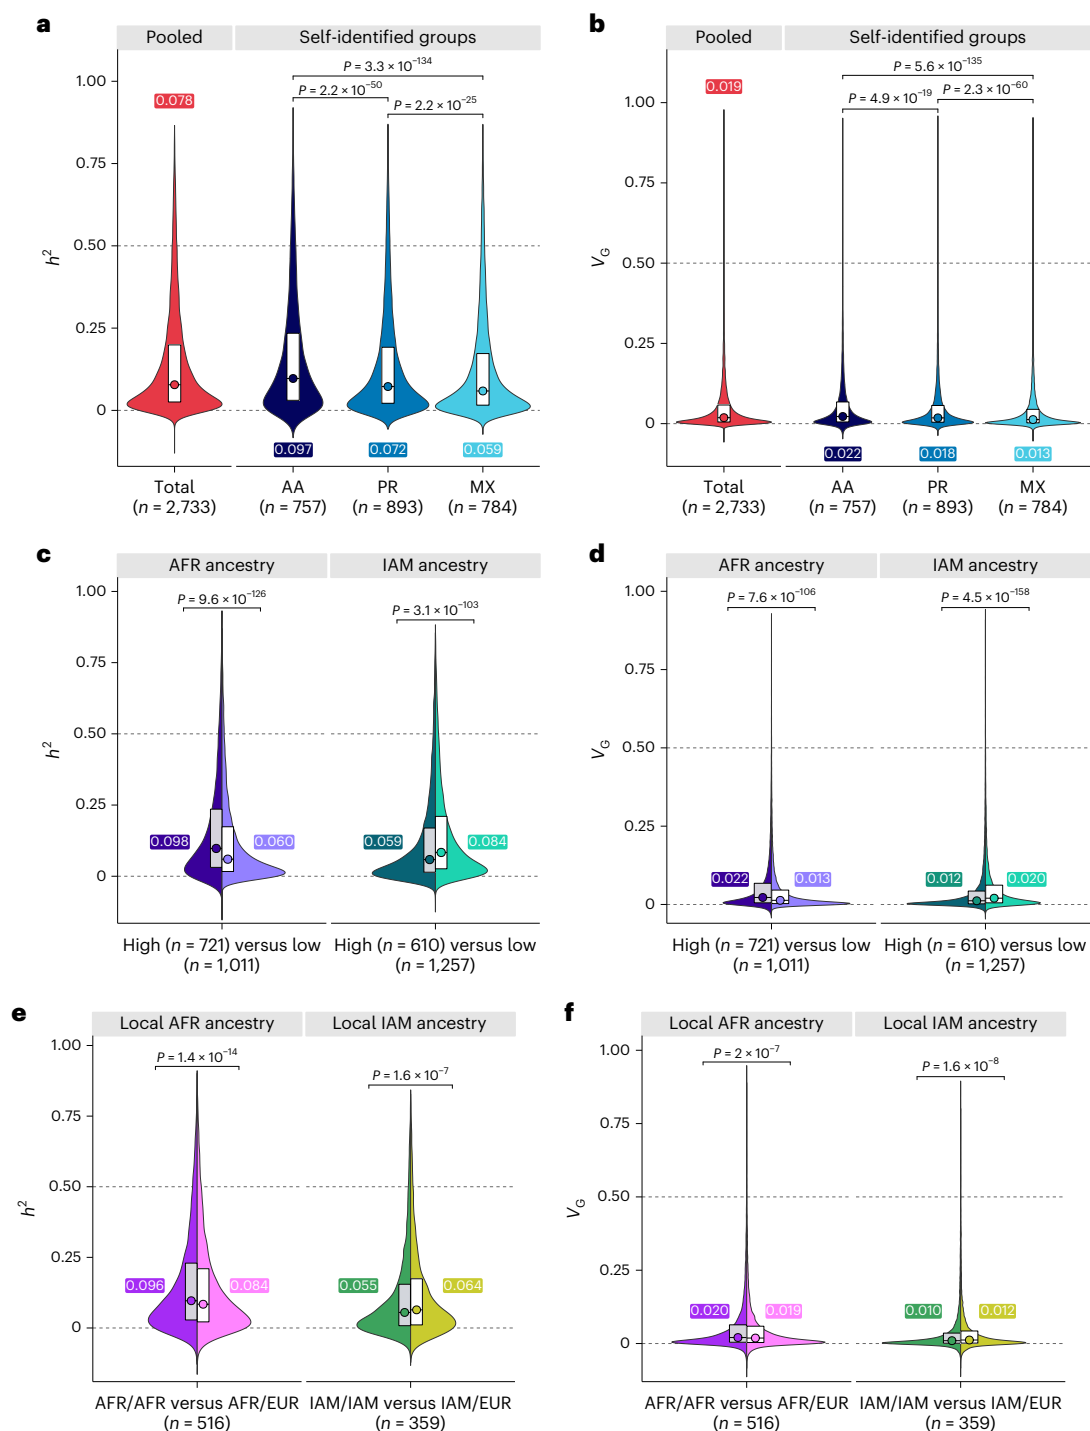 a
Pooled
Self-identified groups
P = 3.3 × 10⁻¹³⁴
P = 2.2 × 10⁻⁵⁰
P = 2.2 × 10⁻²⁵
1.00
0.75
0.50
0.25
0
h²
0.078
0.097
0.072
0.059
Total
(n = 2,733)
AA
(n = 757)
PR
(n = 893)
MX
(n = 784)
b
Pooled
Self-identified groups
P = 5.6 × 10⁻¹³⁵
P = 4.9 × 10⁻¹⁹
P = 2.3 × 10⁻⁶⁰
1.00
0.75
0.50
0.25
0
V_G
0.019
0.022
0.018
0.013
Total
(n = 2,733)
AA
(n = 757)
PR
(n = 893)
MX
(n = 784)
c
AFR ancestry
IAM ancestry
P = 9.6 × 10⁻¹²⁶
P = 3.1 × 10⁻¹⁰³
1.00
0.75
0.50
0.25
0
h²
0.098
0.060
0.059
0.084
High (n = 721) versus low
(n = 1,011)
High (n = 610) versus low
(n = 1,257)
d
AFR ancestry
IAM ancestry
P = 7.6 × 10⁻¹⁰⁶
P = 4.5 × 10⁻¹⁵⁸
1.00
0.75
0.50
0.25
0
V_G
0.022
0.013
0.012
0.020
High (n = 721) versus low
(n = 1,011)
High (n = 610) versus low
(n = 1,257)
e
Local AFR ancestry
Local IAM ancestry
P = 1.4 × 10⁻¹⁴
P = 1.6 × 10⁻⁷
1.00
0.75
0.50
0.25
0
h²
0.096
0.084
0.055
0.064
AFR/AFR versus AFR/EUR
(n = 516)
IAM/IAM versus IAM/EUR
(n = 359)
f
Local AFR ancestry
Local IAM ancestry
P = 2 × 10⁻⁷
P = 1.6 × 10⁻⁸
1.00
0.75
0.50
0.25
0
V_G
0.020
0.019
0.010
0.012
AFR/AFR versus AFR/EUR
(n = 516)
IAM/IAM versus IAM/EUR
(n = 359)